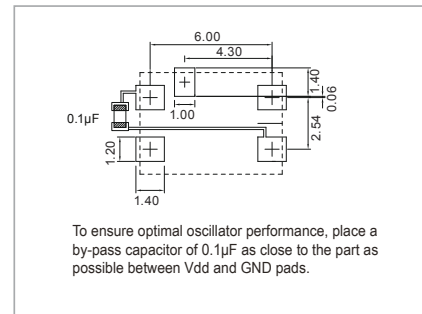 6.00
4.30
1.40
0.06
0.1µF
1.00
2.54
1.20
1.40
To ensure optimal oscillator performance, place a
by-pass capacitor of 0.1µF as close to the part as
possible between Vdd and GND pads.